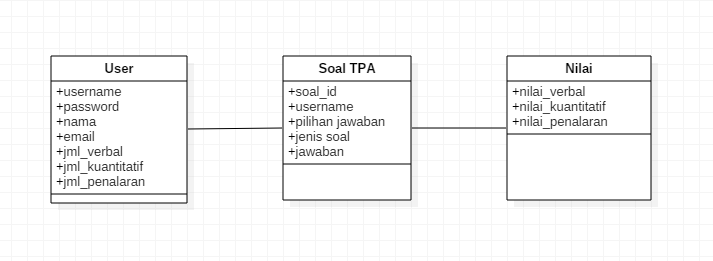 User
+username
+password
+nama
+email
+jml_verbal
+jml_kuantitatif
+jml_penalaran
Soal TPA
+soal_id
+username
+pilihan jawaban
+jenis soal
+jawaban
Nilai
+nilai_verbal
+nilai_kuantitatif
+nilai_penalaran